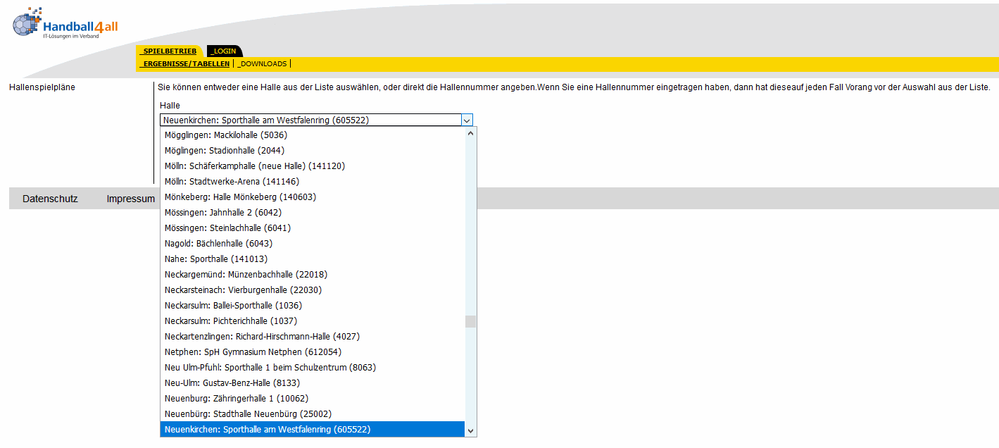 Handball4all
IT-Lösungen im Verband
_SPIELBETRIEB _LOGIN
_ERGEBNISSE/TABELLEN | _DOWNLOADS |
Hallenspielpläne
Sie können entweder eine Halle aus der Liste auswählen, oder direkt die Hallennummer angeben.Wenn Sie eine Hallennummer eingetragen haben, dann hat dieseauf jeden Fall Vorang vor der Auswahl aus der Liste.
Halle
Neuenkirchen: Sporthalle am Westfalenring (605522)
Mögglingen: Mackilohalle (5036)
Möglingen: Stadionhalle (2044)
Mölln: Schäferkamphalle (neue Halle) (141120)
Mölln: Stadtwerke-Arena (141146)
Mönkeberg: Halle Mönkeberg (140603)
Mössingen: Jahnhalle 2 (6042)
Mössingen: Steinlachhalle (6041)
Nagold: Bächlenhalle (6043)
Nahe: Sporthalle (141013)
Neckargemünd: Münzenbachhalle (22018)
Neckarsteinach: Vierburgenhalle (22030)
Neckarsulm: Ballei-Sporthalle (1036)
Neckarsulm: Pichterichhalle (1037)
Neckartenzlingen: Richard-Hirschmann-Halle (4027)
Netphen: SpH Gymnasium Netphen (612054)
Neu Ulm-Pfuhl: Sporthalle 1 beim Schulzentrum (8063)
Neu-Ulm: Gustav-Benz-Halle (8133)
Neuenburg: Zähringerhalle 1 (10062)
Neuenbürg: Stadthalle Neuenbürg (25002)
Neuenkirchen: Sporthalle am Westfalenring (605522)
Datenschutz Impressum